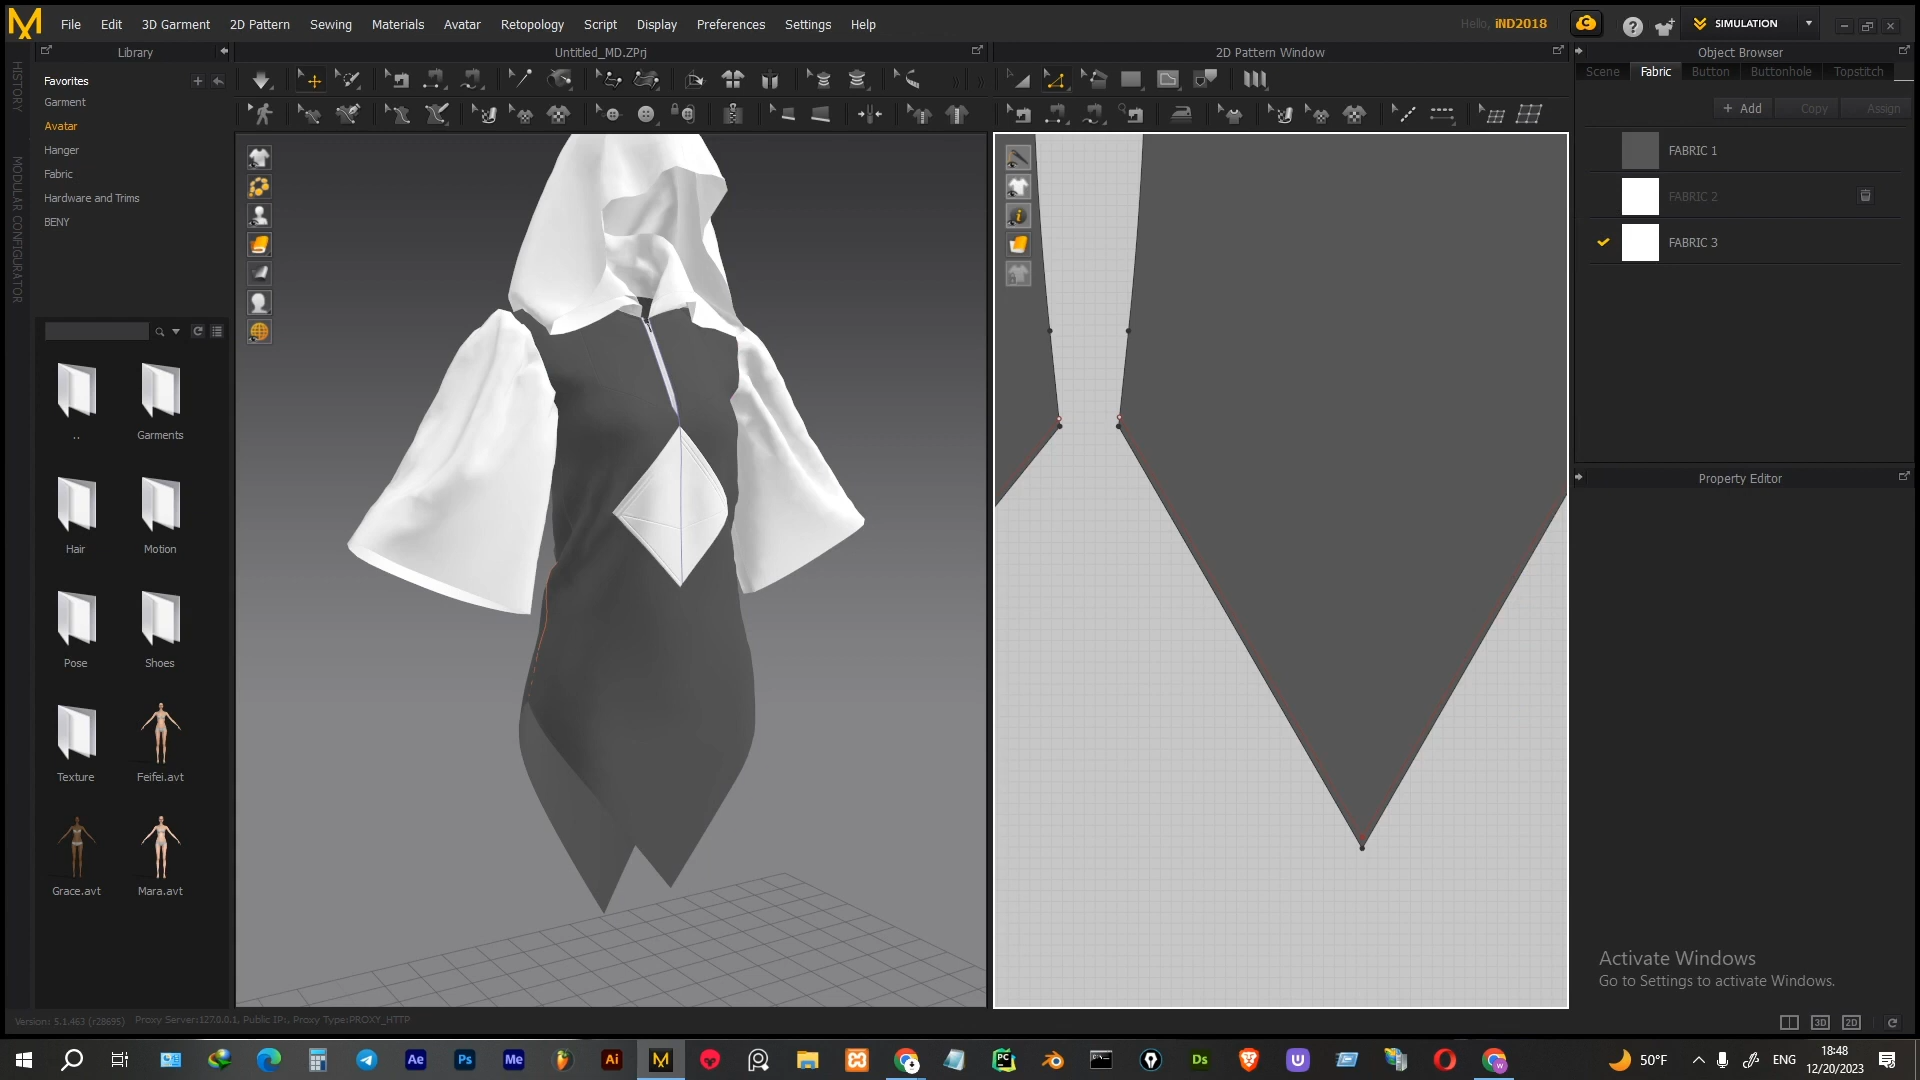 File Edit 3D Garment 2D Pattern Sewing Materials Avatar Retopology Script Display Preferences Settings Help
Hello, iND2018
SIMULATION
Library
Untitled_MD.ZPrj
2D Pattern Window
Object Browser
HISTORY
MODULAR CONFIGURATOR
Favorites
Garment
Avatar
Hanger
Fabric
Hardware and Trims
BENY
Scene Fabric Button Buttonhole Topstitch
+ Add Copy Assign
FABRIC 1
FABRIC 2
FABRIC 3
Property Editor
.. Garments
Hair Motion
Pose Shoes
Texture Feifei.avt
Grace.avt Mara.avt
Activate Windows
Go to Settings to activate Windows.
Version: 5.1.463 (r28695) Proxy Server:127.0.0.1, Public IP:, Proxy Type:PROXY_HTTP
3D 2D
Ae Ps Me Ai Ds
50°F
ENG
18:48
12/20/2023